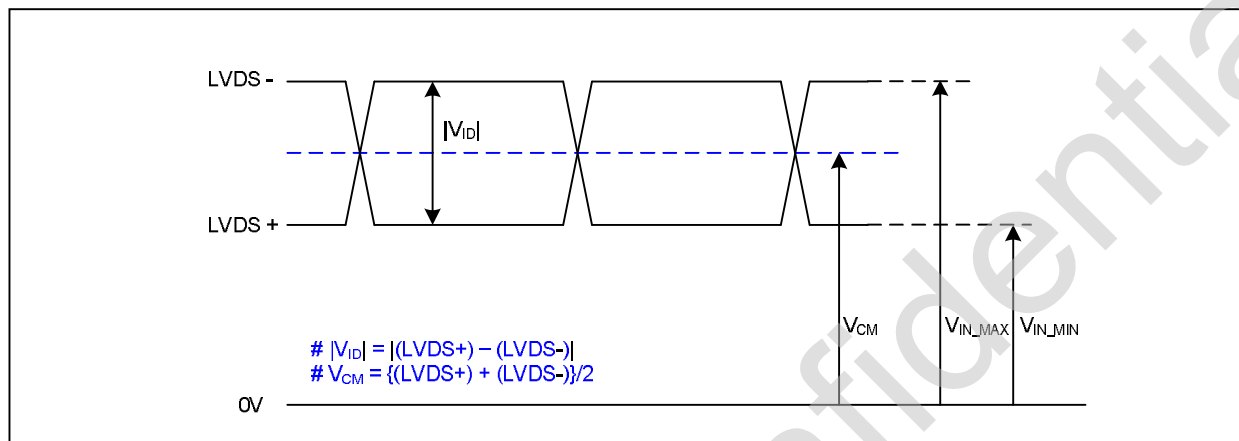 LVDS -
|VID|
LVDS +
VCM
VIN_MAX
VIN_MIN
# |VID| = |(LVDS+) – (LVDS-)|
# VCM = {(LVDS+) + (LVDS-)}/2
0V